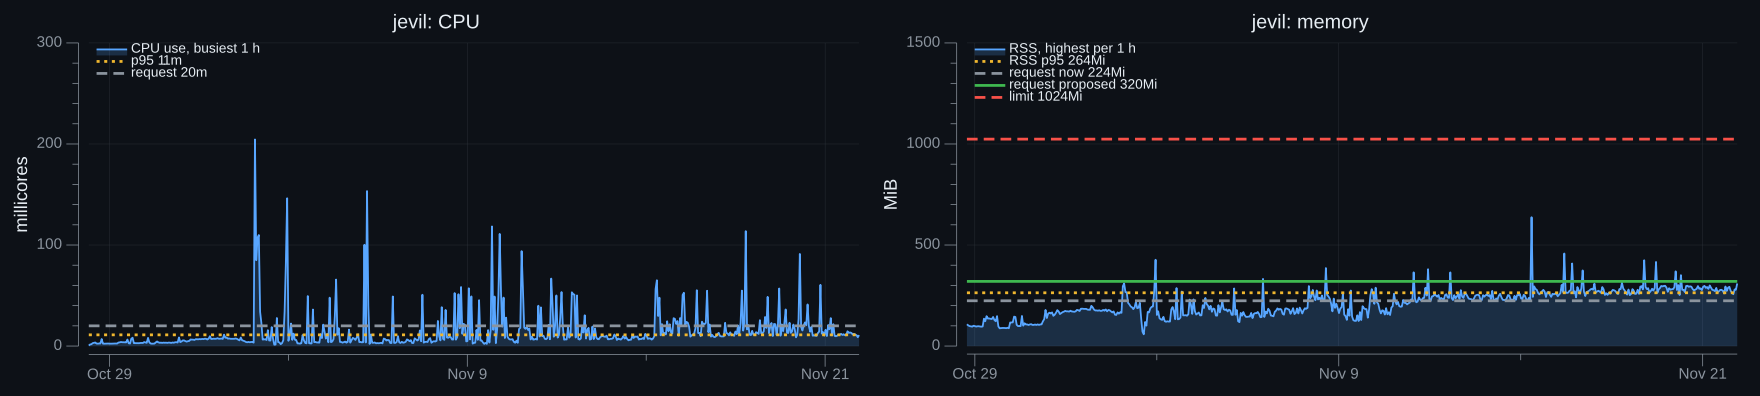 jevil: CPU
300
200
100
0
millicores
CPU use, busiest 1 h
p95 11m
request 20m
Oct 29
Nov 9
Nov 21
jevil: memory
1500
1000
500
0
MiB
RSS, highest per 1 h
RSS p95 264Mi
request now 224Mi
request proposed 320Mi
limit 1024Mi
Oct 29
Nov 9
Nov 21